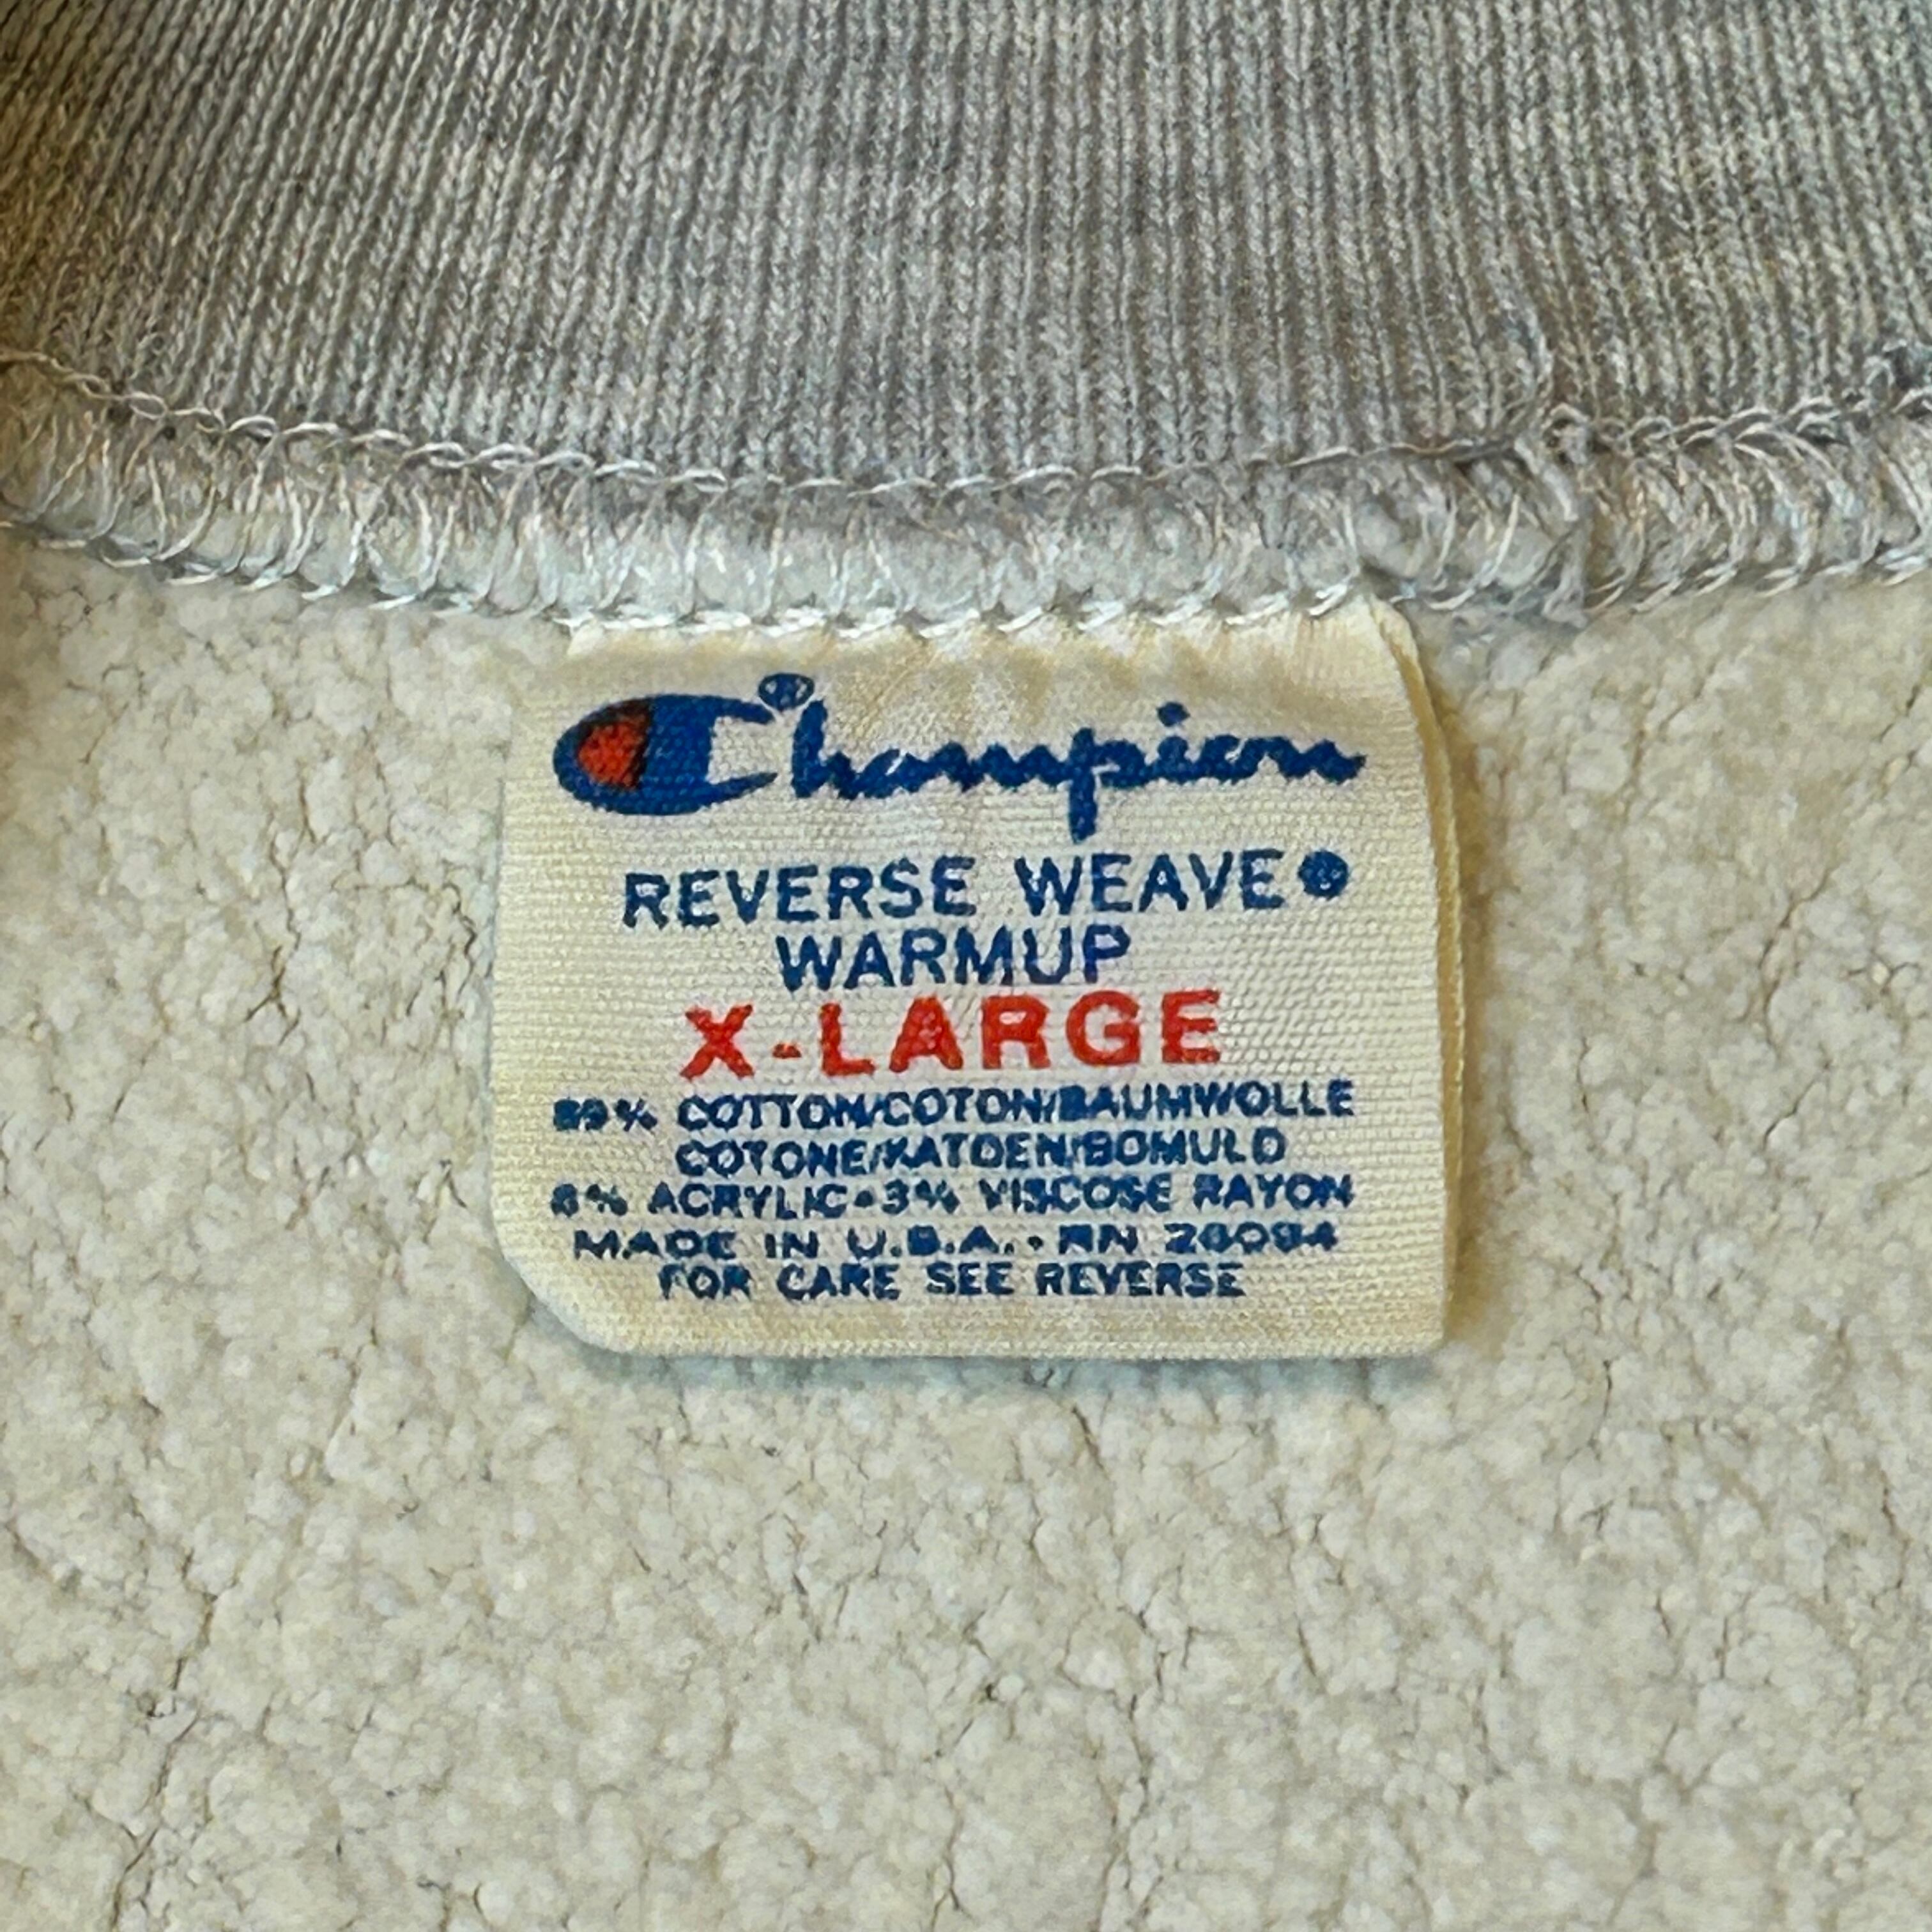 Champion®
REVERSE WEAVE®
WARMUP
X-LARGE
89% COTTON/COTON/BAUMWOLLE
COTONE/KATOEN/BOMULD
8% ACRYLIC•3% VISCOSE RAYON
MADE IN U.S.A. • RN 26094
FOR CARE SEE REVERSE